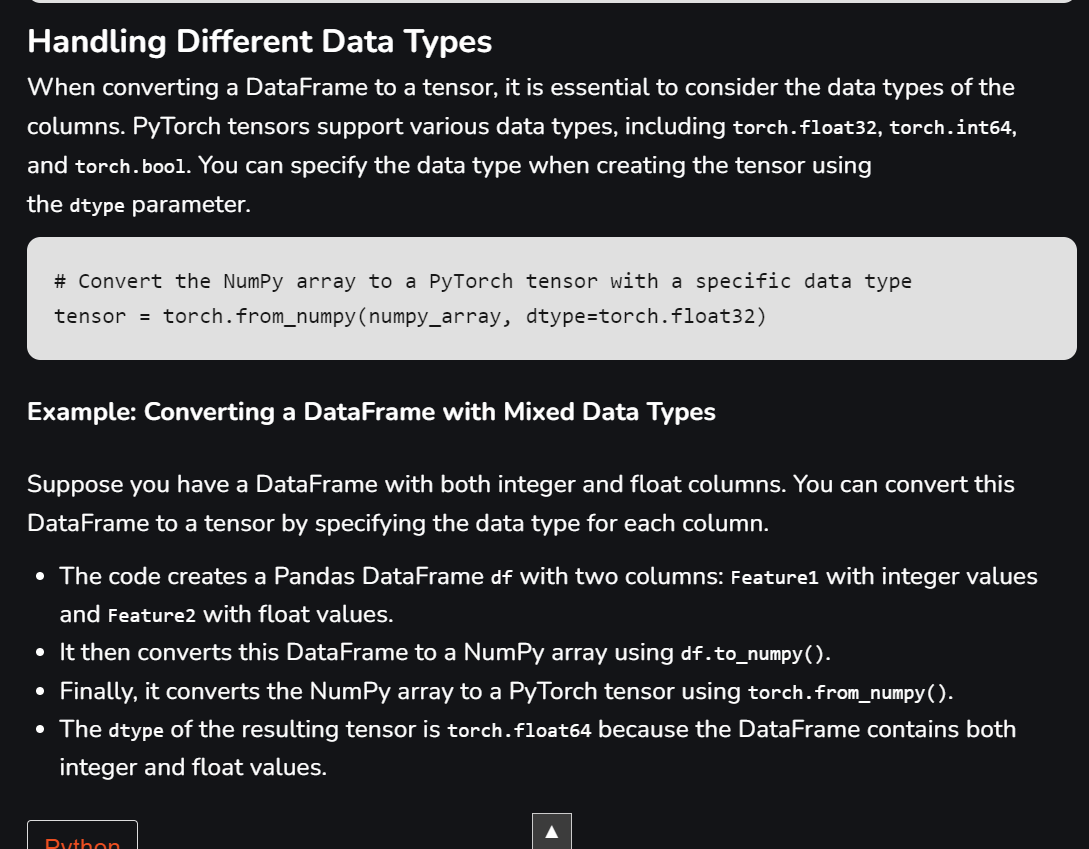 Handling Different Data Types
When converting a DataFrame to a tensor, it is essential to consider the data types of the
columns. PyTorch tensors support various data types, including torch.float32, torch.int64,
and torch.bool. You can specify the data type when creating the tensor using
the dtype parameter.
# Convert the NumPy array to a PyTorch tensor with a specific data type
tensor = torch.from_numpy(numpy_array, dtype=torch.float32)
Example: Converting a DataFrame with Mixed Data Types
Suppose you have a DataFrame with both integer and float columns. You can convert this
DataFrame to a tensor by specifying the data type for each column.
• The code creates a Pandas DataFrame df with two columns: Feature1 with integer values
and Feature2 with float values.
• It then converts this DataFrame to a NumPy array using df.to_numpy().
• Finally, it converts the NumPy array to a PyTorch tensor using torch.from_numpy().
• The dtype of the resulting tensor is torch.float64 because the DataFrame contains both
integer and float values.
Python